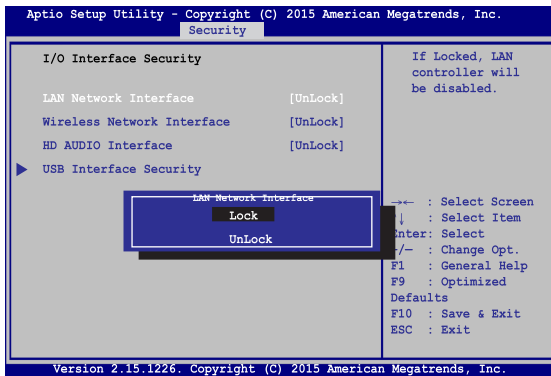 Aptio Setup Utility - Copyright (C) 2015 American Megatrends, Inc.
Security
I/O Interface Security
LAN Network Interface [UnLock]
Wireless Network Interface [UnLock]
HD AUDIO Interface [UnLock]
USB Interface Security
LAN Network Interface
Lock
UnLock
If Locked, LAN
controller will
be disabled.
→← : Select Screen
↓ : Select Item
Enter: Select
+/— : Change Opt.
F1 : General Help
F9 : Optimized
Defaults
F10 : Save & Exit
ESC : Exit
Version 2.15.1226. Copyright (C) 2015 American Megatrends, Inc.